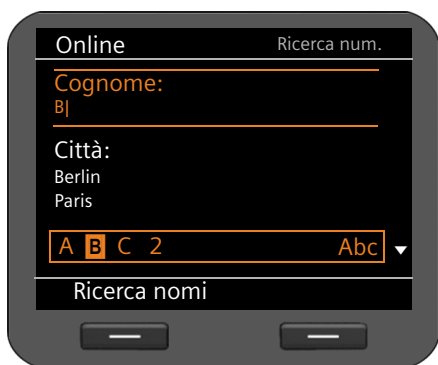 Online Ricerca num.
Cognome:
B|
Città:
Berlin
Paris
A B C 2 Abc
Ricerca nomi